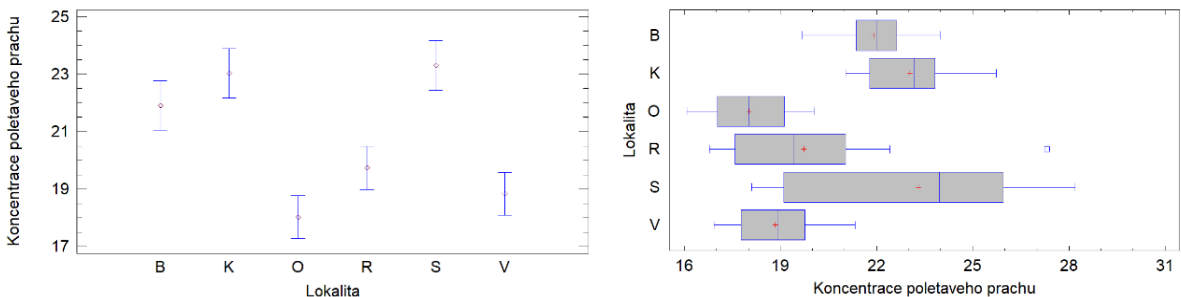 Koncentrace poletaveho prachu
25
23
21
19
17
B K O R S V
Lokalita
Lokalita
B
K
O
R
S
V
16 19 22 25 28 31
Koncentrace poletaveho prachu